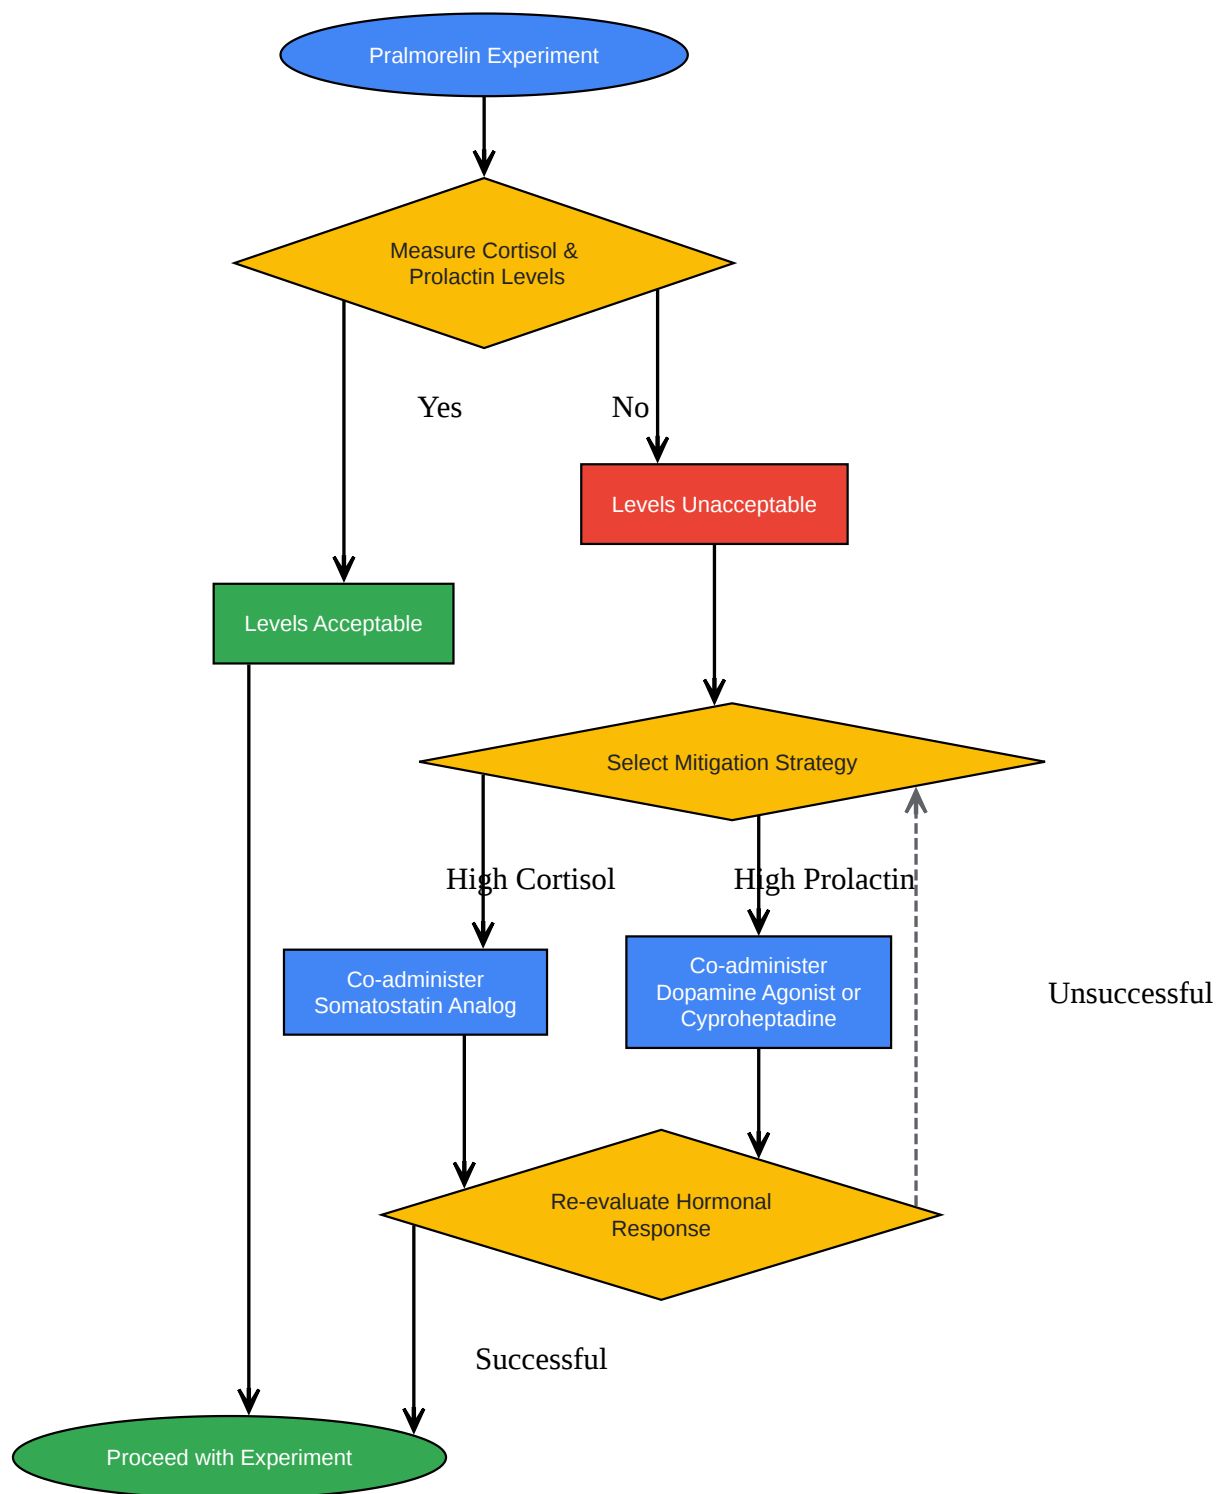 Pralmorelin Experiment
Measure Cortisol &
Prolactin Levels
Yes
No
Levels Unacceptable
Levels Acceptable
Select Mitigation Strategy
High Cortisol
High Prolactin
Co-administer
Somatostatin Analog
Co-administer
Dopamine Agonist or
Cyproheptadine
Unsuccessful
Re-evaluate Hormonal
Response
Successful
Proceed with Experiment